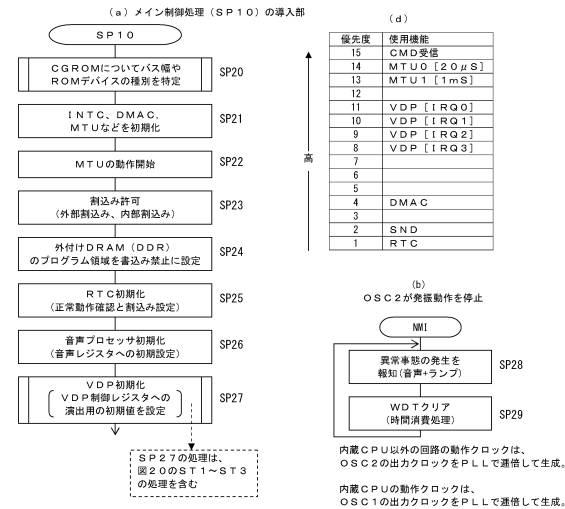 (a) メイン制御処理(SP10)の導入部
SP10
CGROMについてバス幅や
ROMデバイスの種別を特定
SP20
INTC、DMAC,
MTUなどを初期化
SP21
MTUの動作開始
SP22
割込み許可
(外部割込み、内部割込み)
SP23
外付けDRAM(DDR)
のプログラム領域を書込み禁止に設定
SP24
RTC初期化
(正常動作確認と割込み設定)
SP25
音声プロセッサ初期化
(音声レジスタへの初期設定)
SP26
VDP初期化
VDP制御レジスタへの
演出用の初期値を設定
SP27
SP27の処理は、
図20のST1~ST3
の処理を含む
(d)
優先度 使用機能
15 CMD受信
14 MTU0[20μS]
13 MTU1[1mS]
12
11 VDP[IRQ0]
10 VDP[IRQ1]
9 VDP[IRQ2]
8 VDP[IRQ3]
7
6
5
4 DMAC
3
2 SND
1 RTC
高
(b)
OSC2が発振動作を停止
NMI
異常事態の発生を
報知(音声+ランプ)
SP28
WDTクリア
(時間消費処理)
SP29
内蔵CPU以外の回路の動作クロックは、
OSC2の出力クロックをPLLで逓倍して生成。
内蔵CPUの動作クロックは、
OSC1の出力クロックをPLLで逓倍して生成。